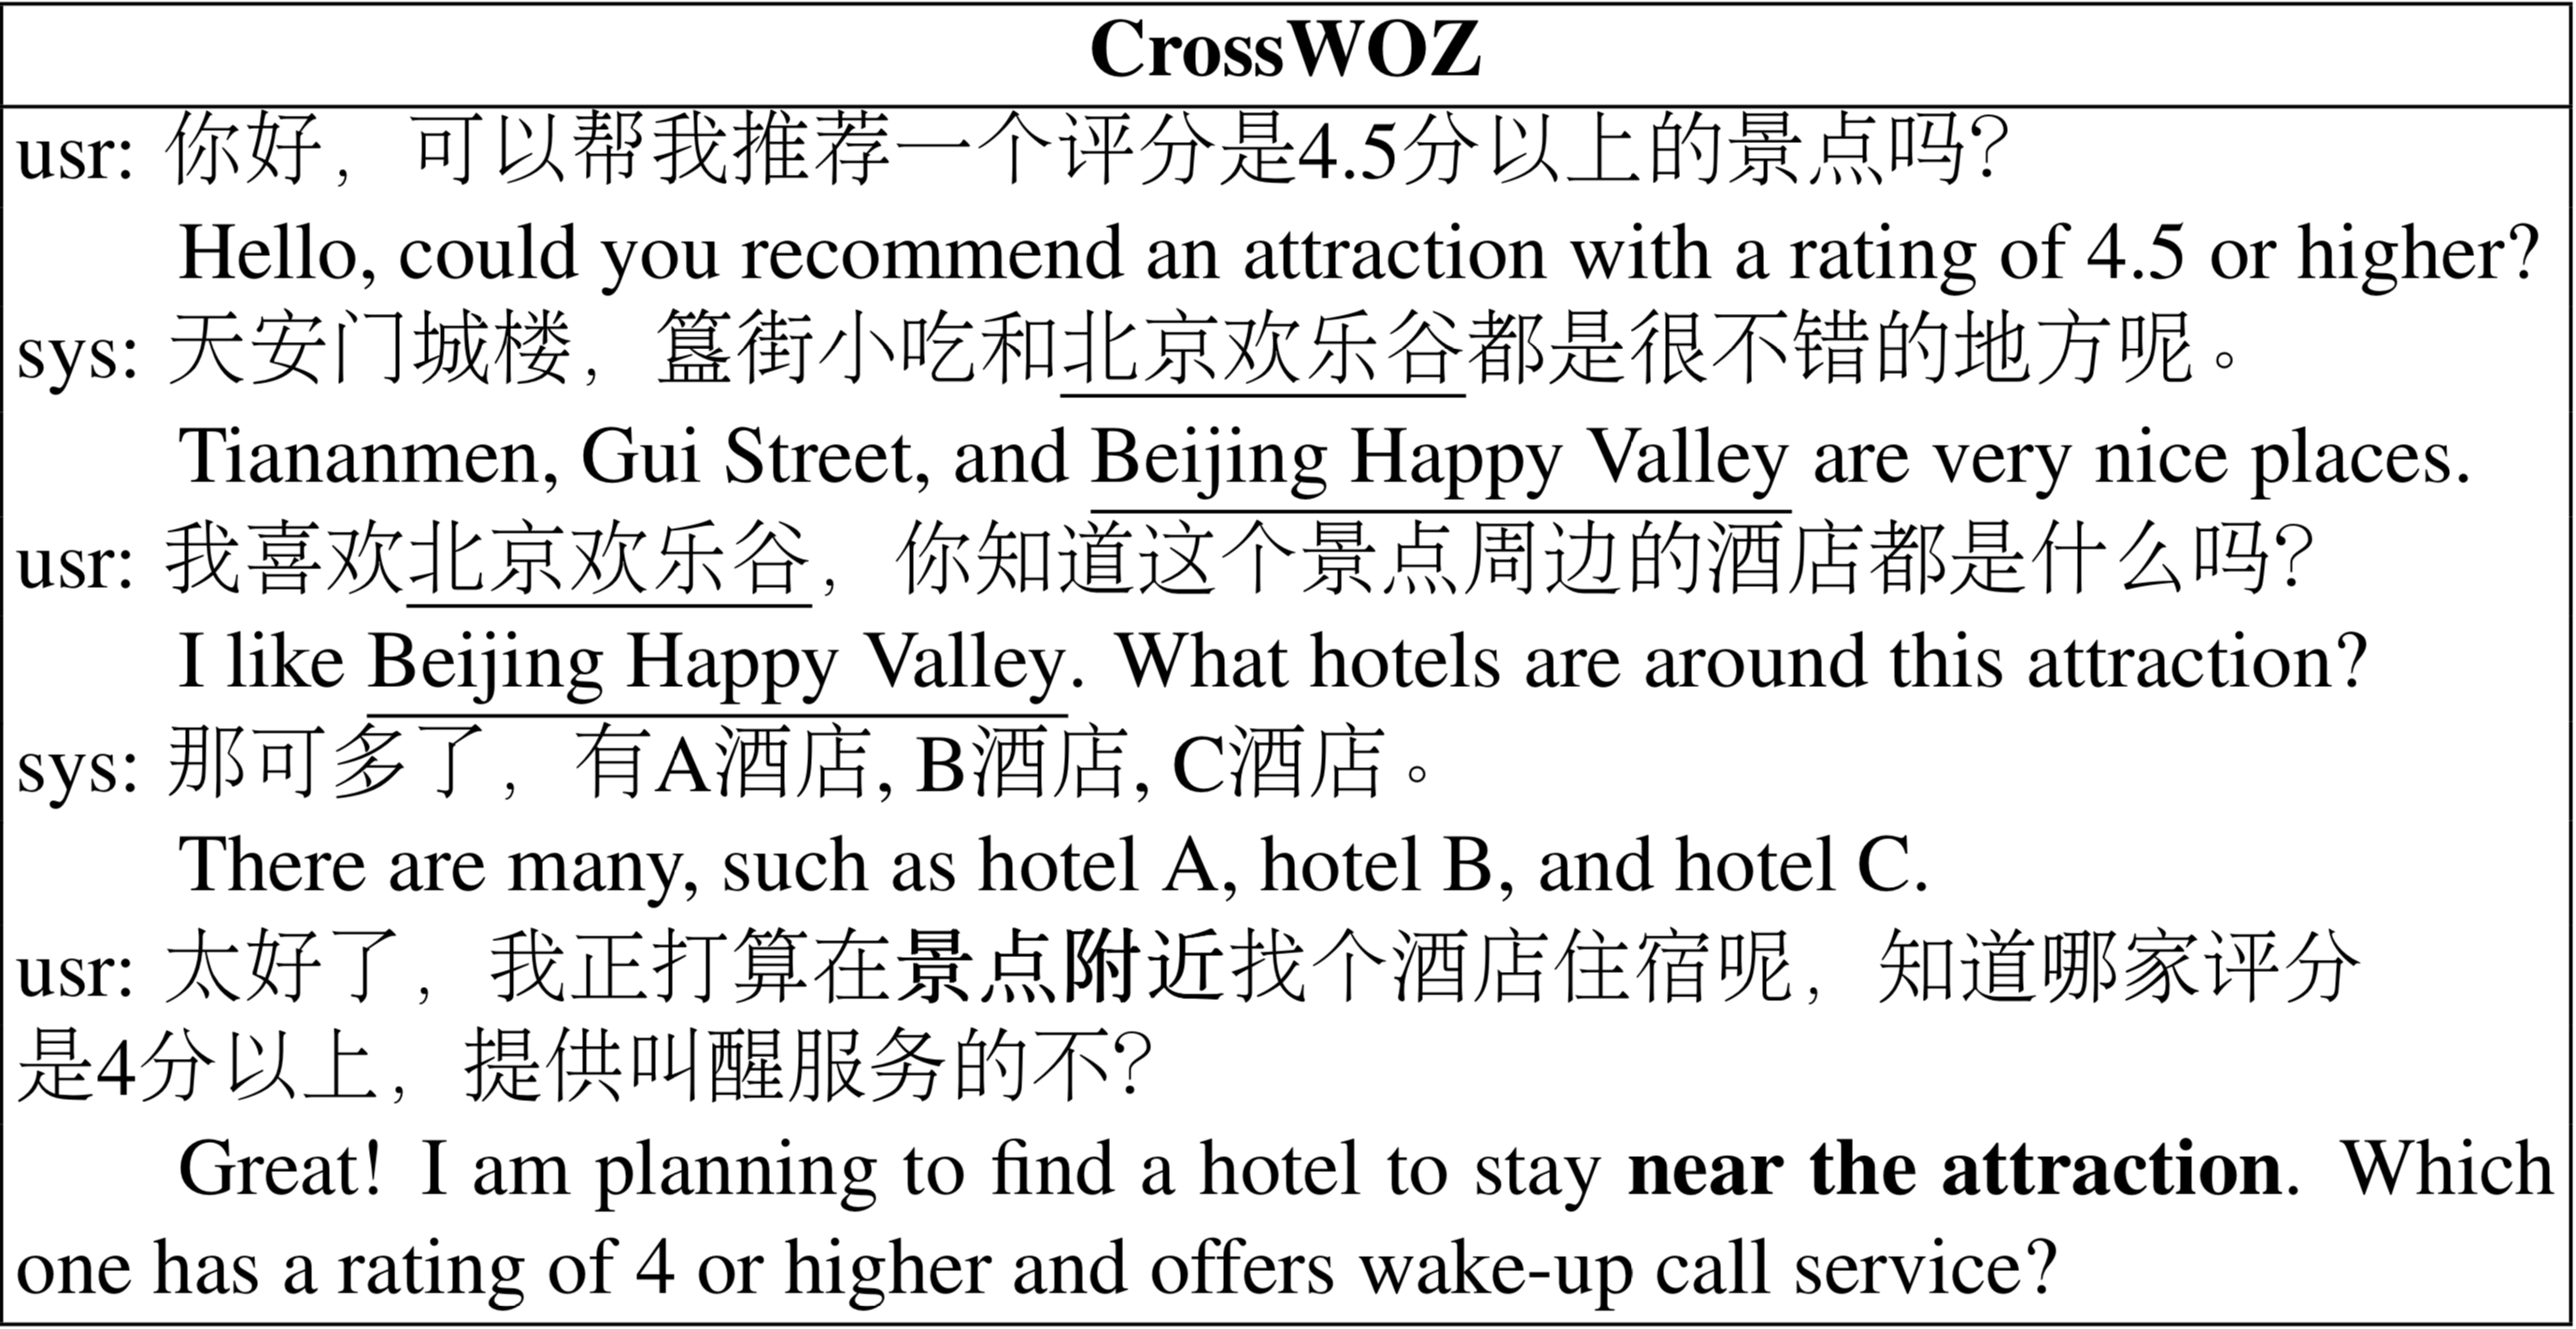 CrossWOZ
usr: 你好，可以帮我推荐一个评分是4.5分以上的景点吗？
Hello, could you recommend an attraction with a rating of 4.5 or higher?
sys: 天安门城楼，簋街小吃和北京欢乐谷都是很不错的地方呢。
Tiananmen, Gui Street, and Beijing Happy Valley are very nice places.
usr: 我喜欢北京欢乐谷，你知道这个景点周边的酒店都是什么吗？
I like Beijing Happy Valley. What hotels are around this attraction?
sys: 那可多了，有A酒店, B酒店, C酒店。
There are many, such as hotel A, hotel B, and hotel C.
usr: 太好了，我正打算在景点附近找个酒店住宿呢，知道哪家评分
是4分以上，提供叫醒服务的不？
Great! I am planning to find a hotel to stay near the attraction. Which
one has a rating of 4 or higher and offers wake-up call service?